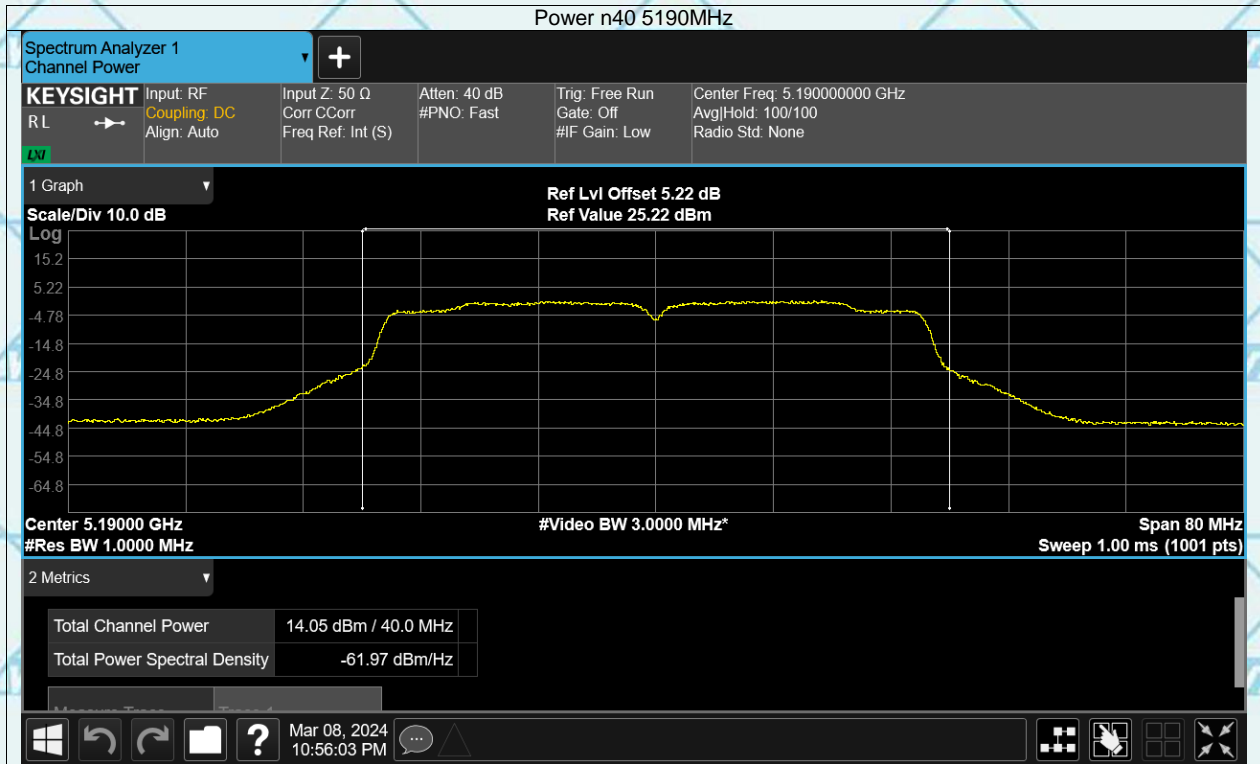 Power n40 5190MHz
Spectrum Analyzer 1
Channel Power
KEYSIGHT
R L
LXI
Input: RF
Coupling: DC
Align: Auto
Input Z: 50 Ω
Corr CCorr
Freq Ref: Int (S)
Atten: 40 dB
#PNO: Fast
Trig: Free Run
Gate: Off
#IF Gain: Low
Center Freq: 5.190000000 GHz
Avg|Hold: 100/100
Radio Std: None
1 Graph
Scale/Div 10.0 dB
Ref Lvl Offset 5.22 dB
Ref Value 25.22 dBm
Log
15.2
5.22
-4.78
-14.8
-24.8
-34.8
-44.8
-54.8
-64.8
Center 5.19000 GHz
#Video BW 3.0000 MHz*
Span 80 MHz
#Res BW 1.0000 MHz
Sweep 1.00 ms (1001 pts)
2 Metrics
Total Channel Power 14.05 dBm / 40.0 MHz
Total Power Spectral Density -61.97 dBm/Hz
Measure Trace Trace 1
?
Mar 08, 2024
10:56:03 PM